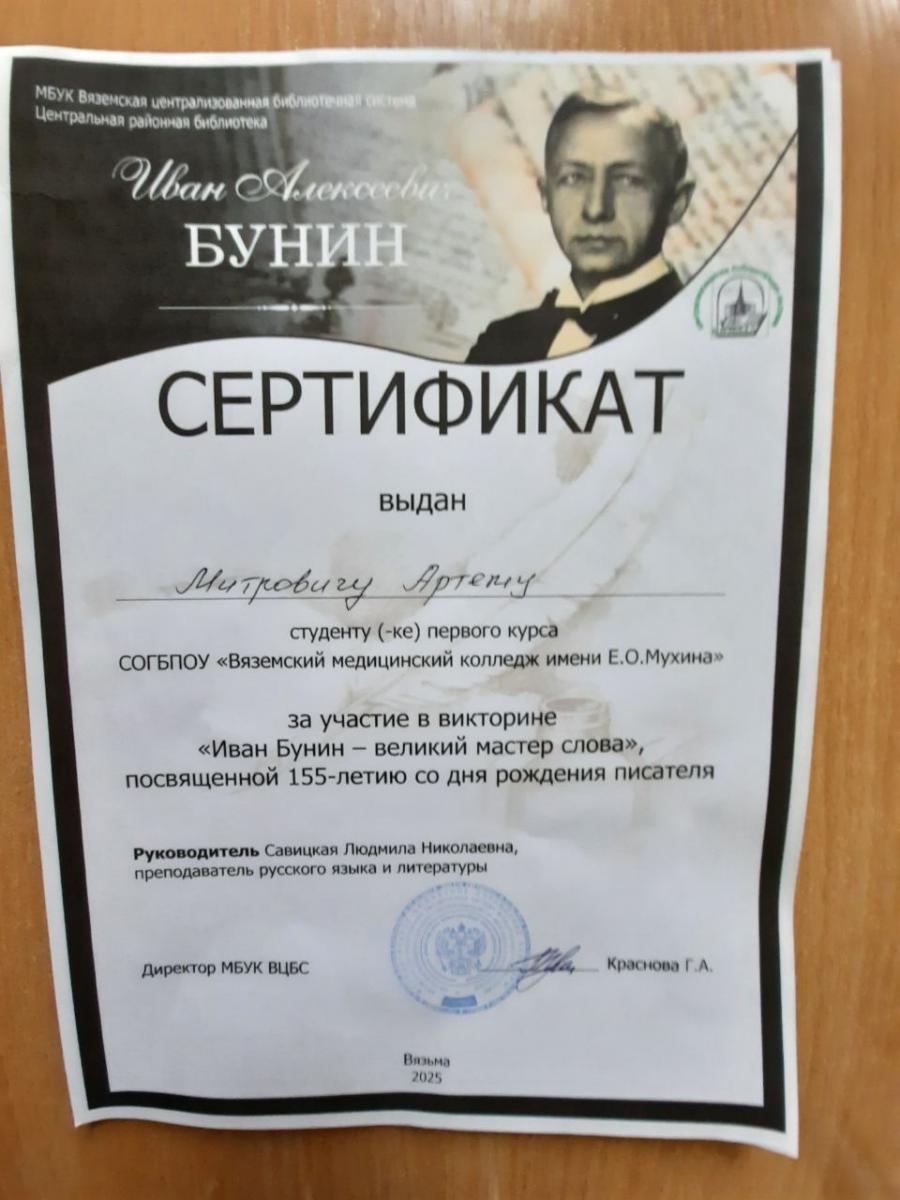 МБУК Вяземская централизованная библиотечная система
Центральная районная библиотека
Иван Алексеевич
БУНИН
СЕРТИФИКАТ
выдан
Митровичу Артему
студенту (-ке) первого курса
СОГБПОУ «Вяземский медицинский колледж имени Е.О.Мухина»
за участие в викторине
«Иван Бунин – великий мастер слова»,
посвященной 155-летию со дня рождения писателя
Руководитель Савицкая Людмила Николаевна,
преподаватель русского языка и литературы
Директор МБУК ВЦБС Краснова Г.А.
Вязьма
2025